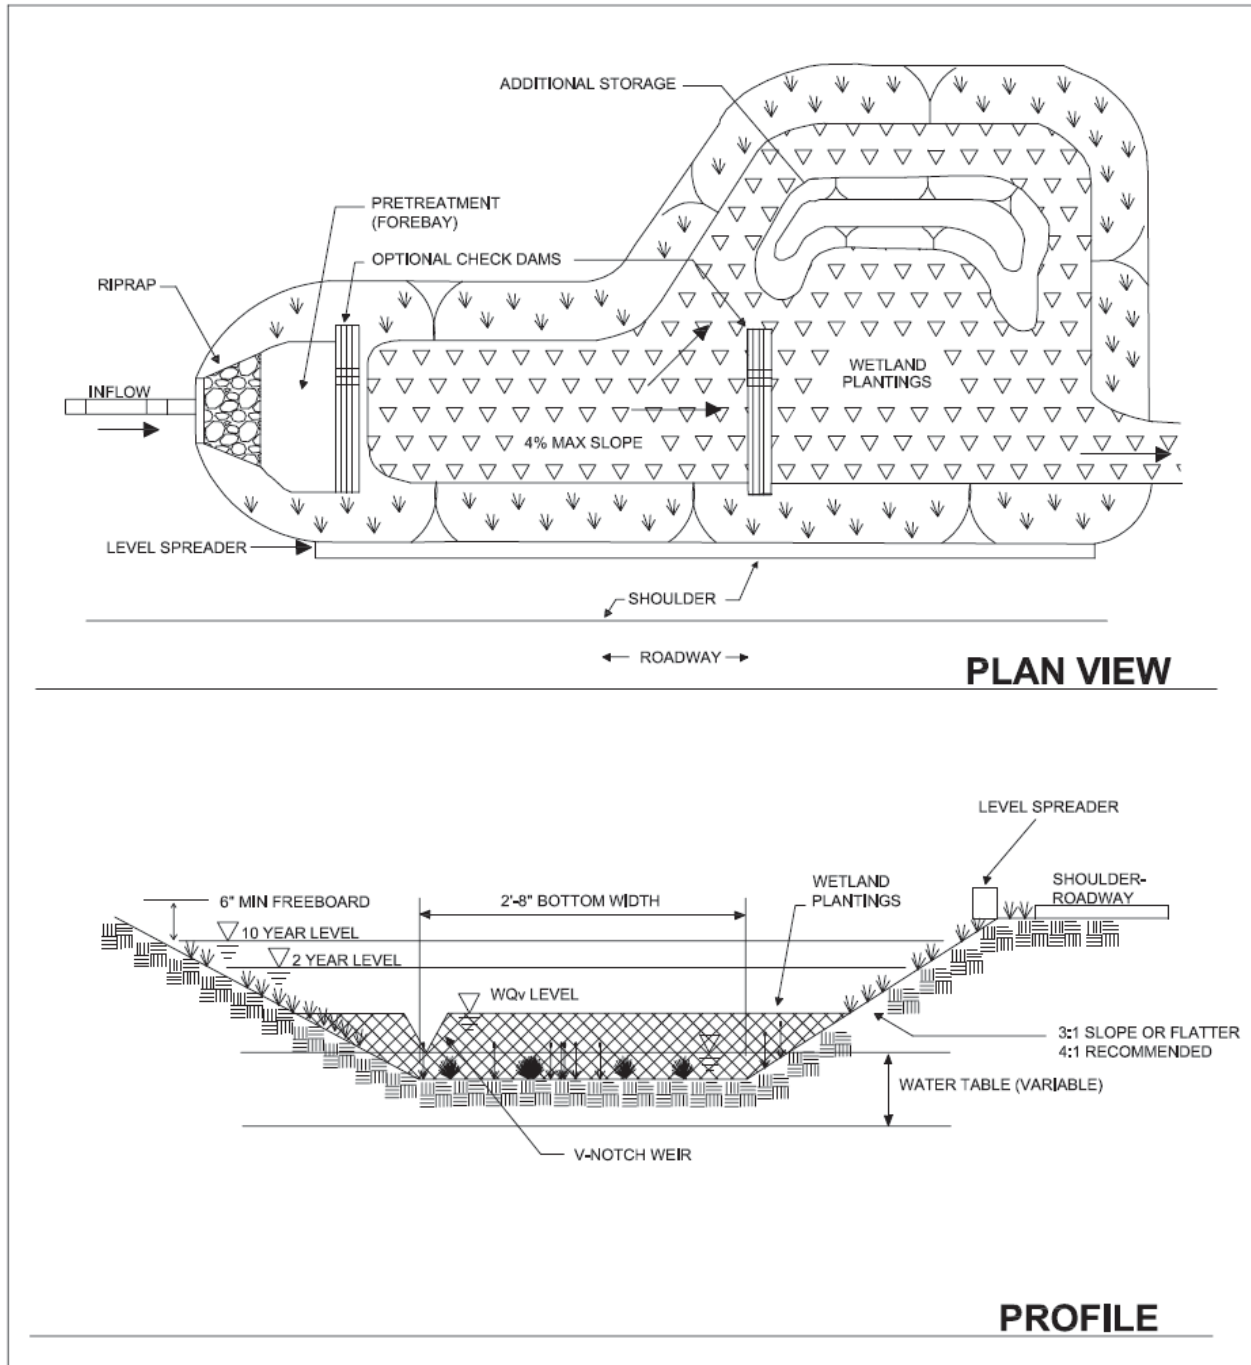 ADDITIONAL STORAGE
PRETREATMENT
(FOREBAY)
OPTIONAL CHECK DAMS
RIPRAP
INFLOW
WETLAND
PLANTINGS
4% MAX SLOPE
LEVEL SPREADER
SHOULDER
ROADWAY
PLAN VIEW
LEVEL SPREADER
WETLAND
PLANTINGS
SHOULDER-
ROADWAY
6" MIN FREEBOARD
2'-8" BOTTOM WIDTH
10 YEAR LEVEL
2 YEAR LEVEL
WQv LEVEL
3:1 SLOPE OR FLATTER
4:1 RECOMMENDED
WATER TABLE (VARIABLE)
V-NOTCH WEIR
PROFILE